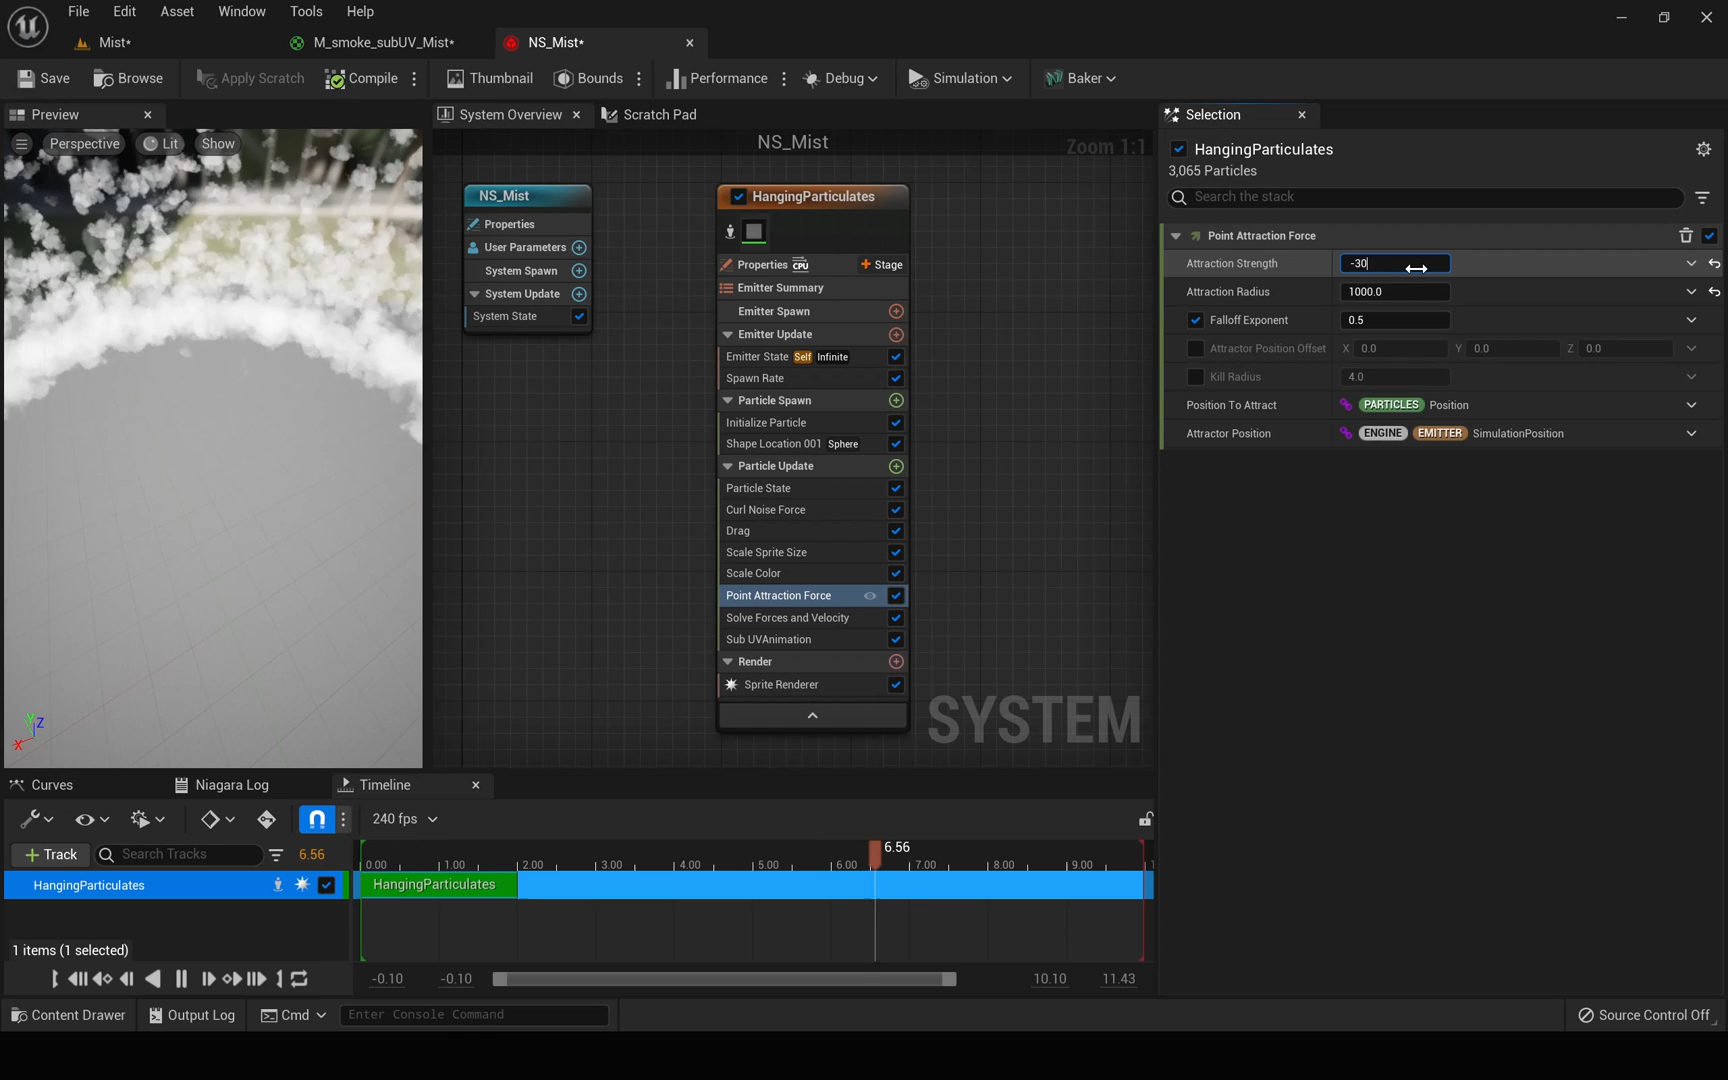 File Edit Asset Window Tools Help
Mist* M_smoke_subUV_Mist* NS_Mist*
Save Browse Apply Scratch Compile Thumbnail Bounds Performance Debug Simulation Baker
Preview System Overview Scratch Pad Selection
Perspective Lit Show
NS_Mist Zoom 1:1
HangingParticulates
3,065 Particles
Search the stack
NS_Mist
Properties
User Parameters
System Spawn
System Update
System State
HangingParticulates
Properties CPU Stage
Emitter Summary
Emitter Spawn
Emitter Update
Emitter State Self Infinite
Spawn Rate
Particle Spawn
Initialize Particle
Shape Location 001 Sphere
Particle Update
Particle State
Curl Noise Force
Drag
Scale Sprite Size
Scale Color
Point Attraction Force
Solve Forces and Velocity
Sub UVAnimation
Render
Sprite Renderer
SYSTEM
Point Attraction Force
Attraction Strength -30
Attraction Radius 1000.0
Falloff Exponent 0.5
Attractor Position Offset X 0.0 Y 0.0 Z 0.0
Kill Radius 4.0
Position To Attract PARTICLES Position
Attractor Position ENGINE EMITTER SimulationPosition
Z
X
Curves Niagara Log Timeline
240 fps
Track Search Tracks 6.56
6.56
0.00 1.00 2.00 3.00 4.00 5.00 6.00 7.00 8.00 9.00
HangingParticulates HangingParticulates
1 items (1 selected)
-0.10 -0.10 10.10 11.43
Content Drawer Output Log Cmd Enter Console Command Source Control Off